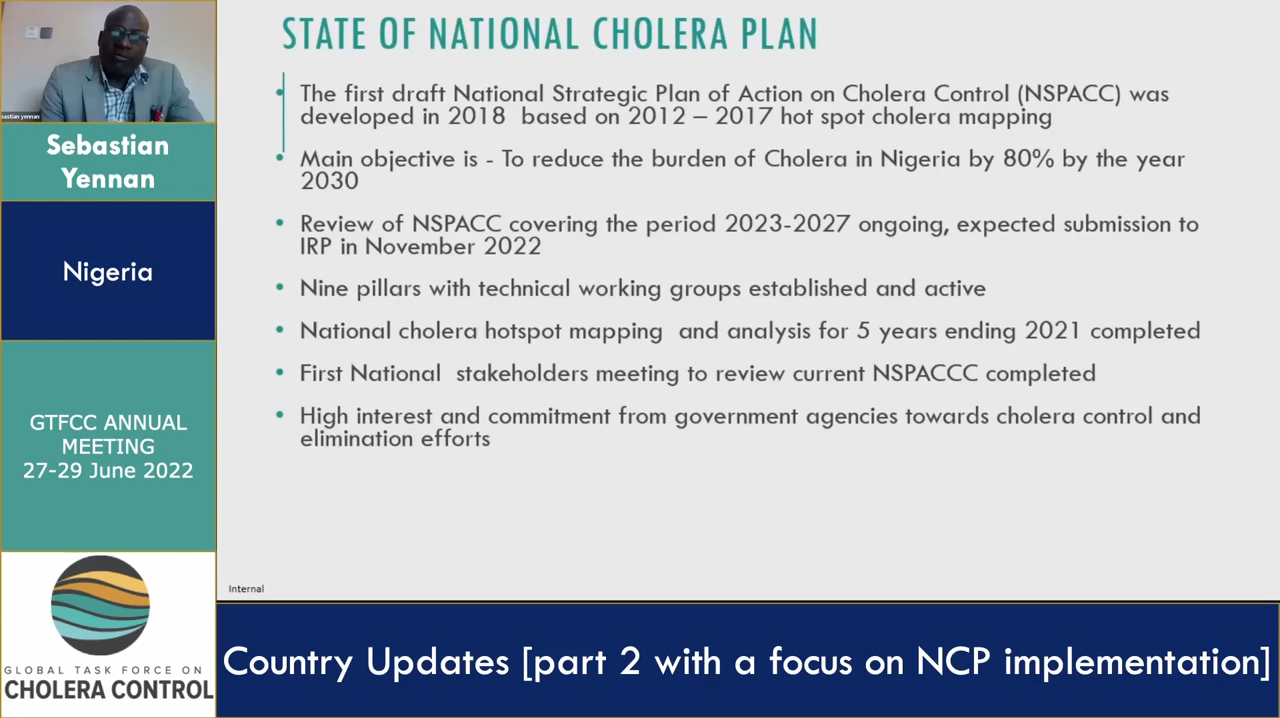 bastian yennan
Sebastian
Yennan
Nigeria
GTFCC ANNUAL
MEETING
27-29 June 2022
GLOBAL TASK FORCE ON
CHOLERA CONTROL
STATE OF NATIONAL CHOLERA PLAN
• The first draft National Strategic Plan of Action on Cholera Control (NSPACC) was
developed in 2018 based on 2012 – 2017 hot spot cholera mapping
• Main objective is - To reduce the burden of Cholera in Nigeria by 80% by the year
2030
• Review of NSPACC covering the period 2023-2027 ongoing, expected submission to
IRP in November 2022
• Nine pillars with technical working groups established and active
• National cholera hotspot mapping and analysis for 5 years ending 2021 completed
• First National stakeholders meeting to review current NSPACCC completed
• High interest and commitment from government agencies towards cholera control and
elimination efforts
Internal
Country Updates [part 2 with a focus on NCP implementation]